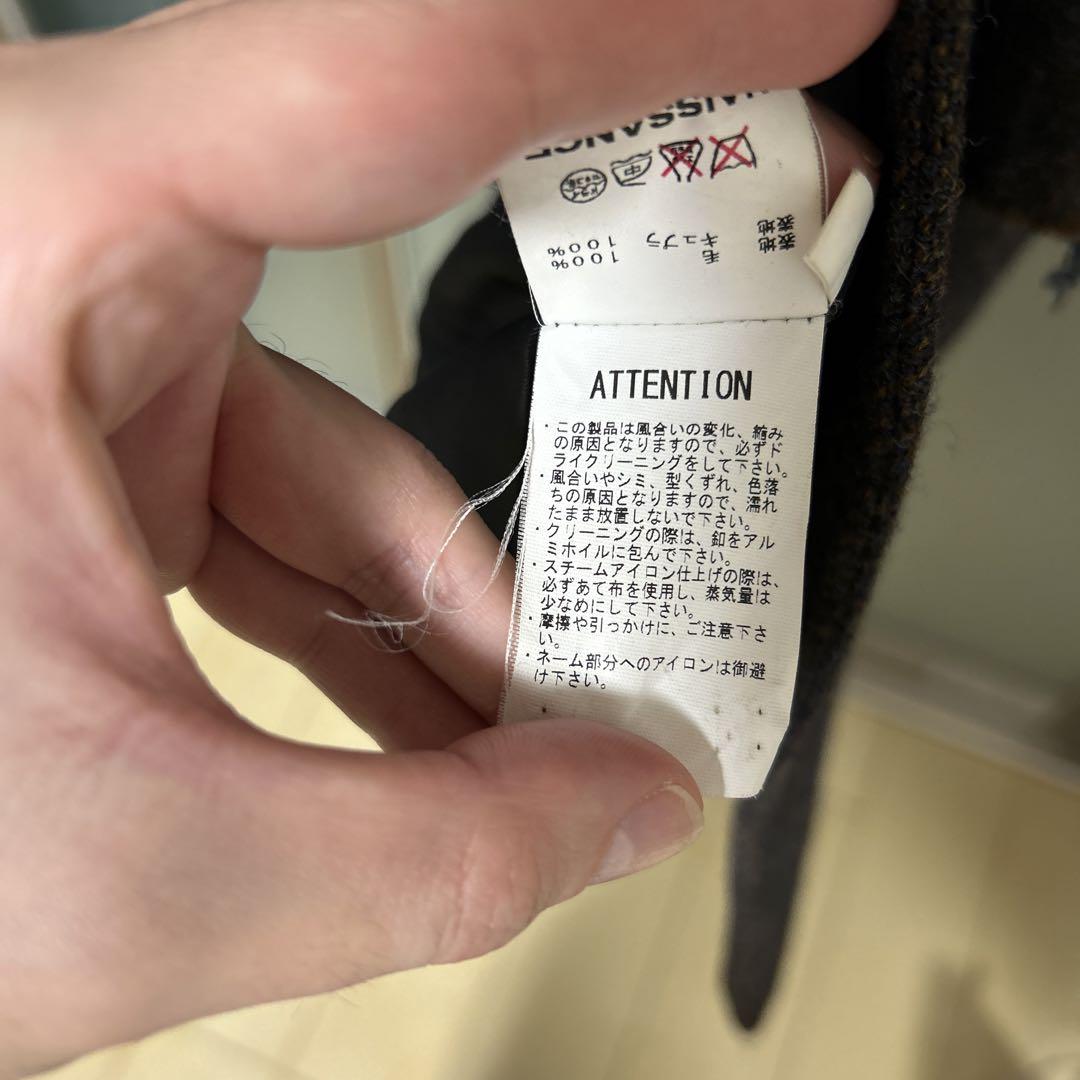 AISSANCE
中
ドライ
表地 毛 100%
表地 キュプラ 100%
ATTENTION
・この製品は風合いの変化、縮み
の原因となりますので、必ずド
ライクリーニングをして下さい。
・風合いやシミ、型くずれ、色落
ちの原因となりますので、濡れ
たまま放置しないで下さい。
・クリーニングの際は、釦をアル
ミホイルに包んで下さい。
・スチームアイロン仕上げの際は、
必ずあて布を使用し、蒸気量は
少なめにして下さい。
・摩擦や引っかけに、ご注意下さ
い。
・ネーム部分へのアイロンは御避
け下さい。